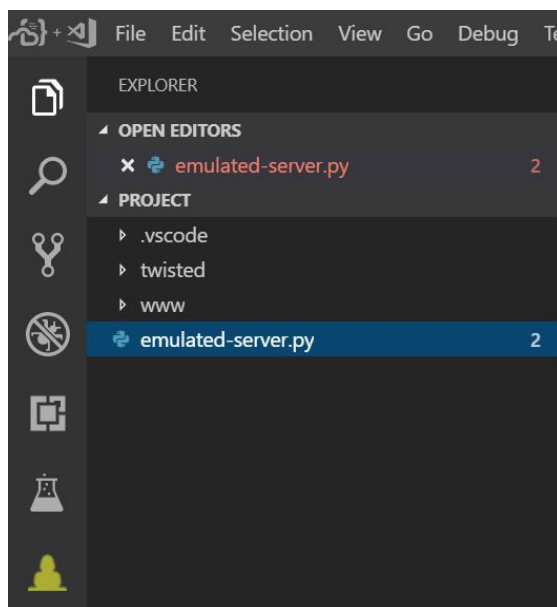 File Edit Selection View Go Debug Te
EXPLORER
OPEN EDITORS
emulated-server.py 2
PROJECT
.vscode
twisted
www
emulated-server.py 2